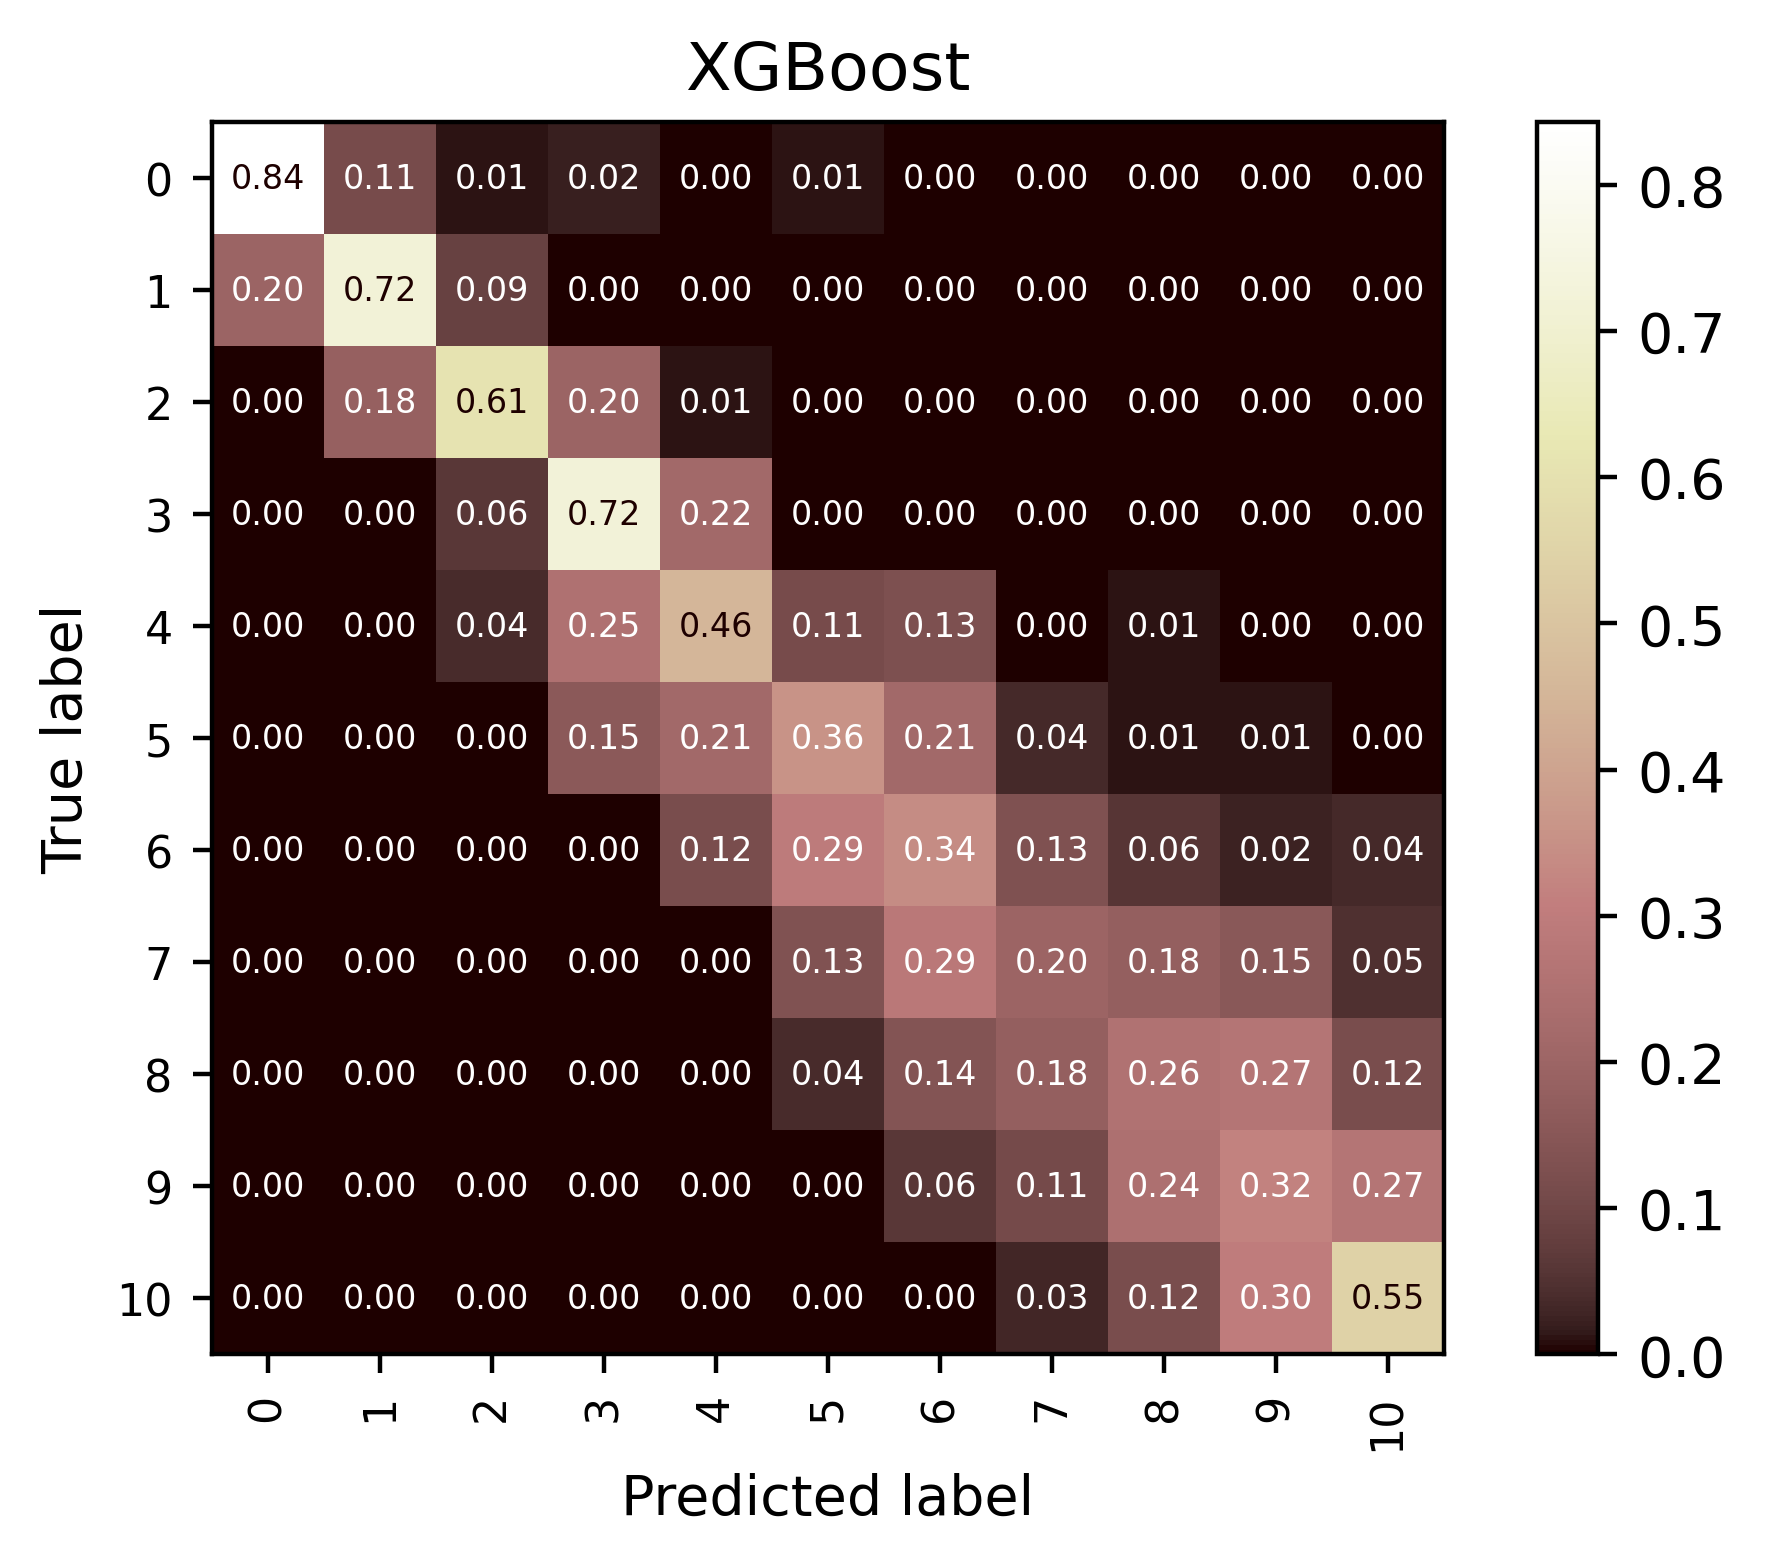 XGBoost
0 0.84 0.11 0.01 0.02 0.00 0.01 0.00 0.00 0.00 0.00 0.00
1 0.20 0.72 0.09 0.00 0.00 0.00 0.00 0.00 0.00 0.00 0.00
2 0.00 0.18 0.61 0.20 0.01 0.00 0.00 0.00 0.00 0.00 0.00
3 0.00 0.00 0.06 0.72 0.22 0.00 0.00 0.00 0.00 0.00 0.00
4 0.00 0.00 0.04 0.25 0.46 0.11 0.13 0.00 0.01 0.00 0.00
5 0.00 0.00 0.00 0.15 0.21 0.36 0.21 0.04 0.01 0.01 0.00
6 0.00 0.00 0.00 0.00 0.12 0.29 0.34 0.13 0.06 0.02 0.04
7 0.00 0.00 0.00 0.00 0.00 0.13 0.29 0.20 0.18 0.15 0.05
8 0.00 0.00 0.00 0.00 0.00 0.04 0.14 0.18 0.26 0.27 0.12
9 0.00 0.00 0.00 0.00 0.00 0.00 0.06 0.11 0.24 0.32 0.27
10 0.00 0.00 0.00 0.00 0.00 0.00 0.00 0.03 0.12 0.30 0.55
0 1 2 3 4 5 6 7 8 9 10
Predicted label
True label
0.8
0.7
0.6
0.5
0.4
0.3
0.2
0.1
0.0